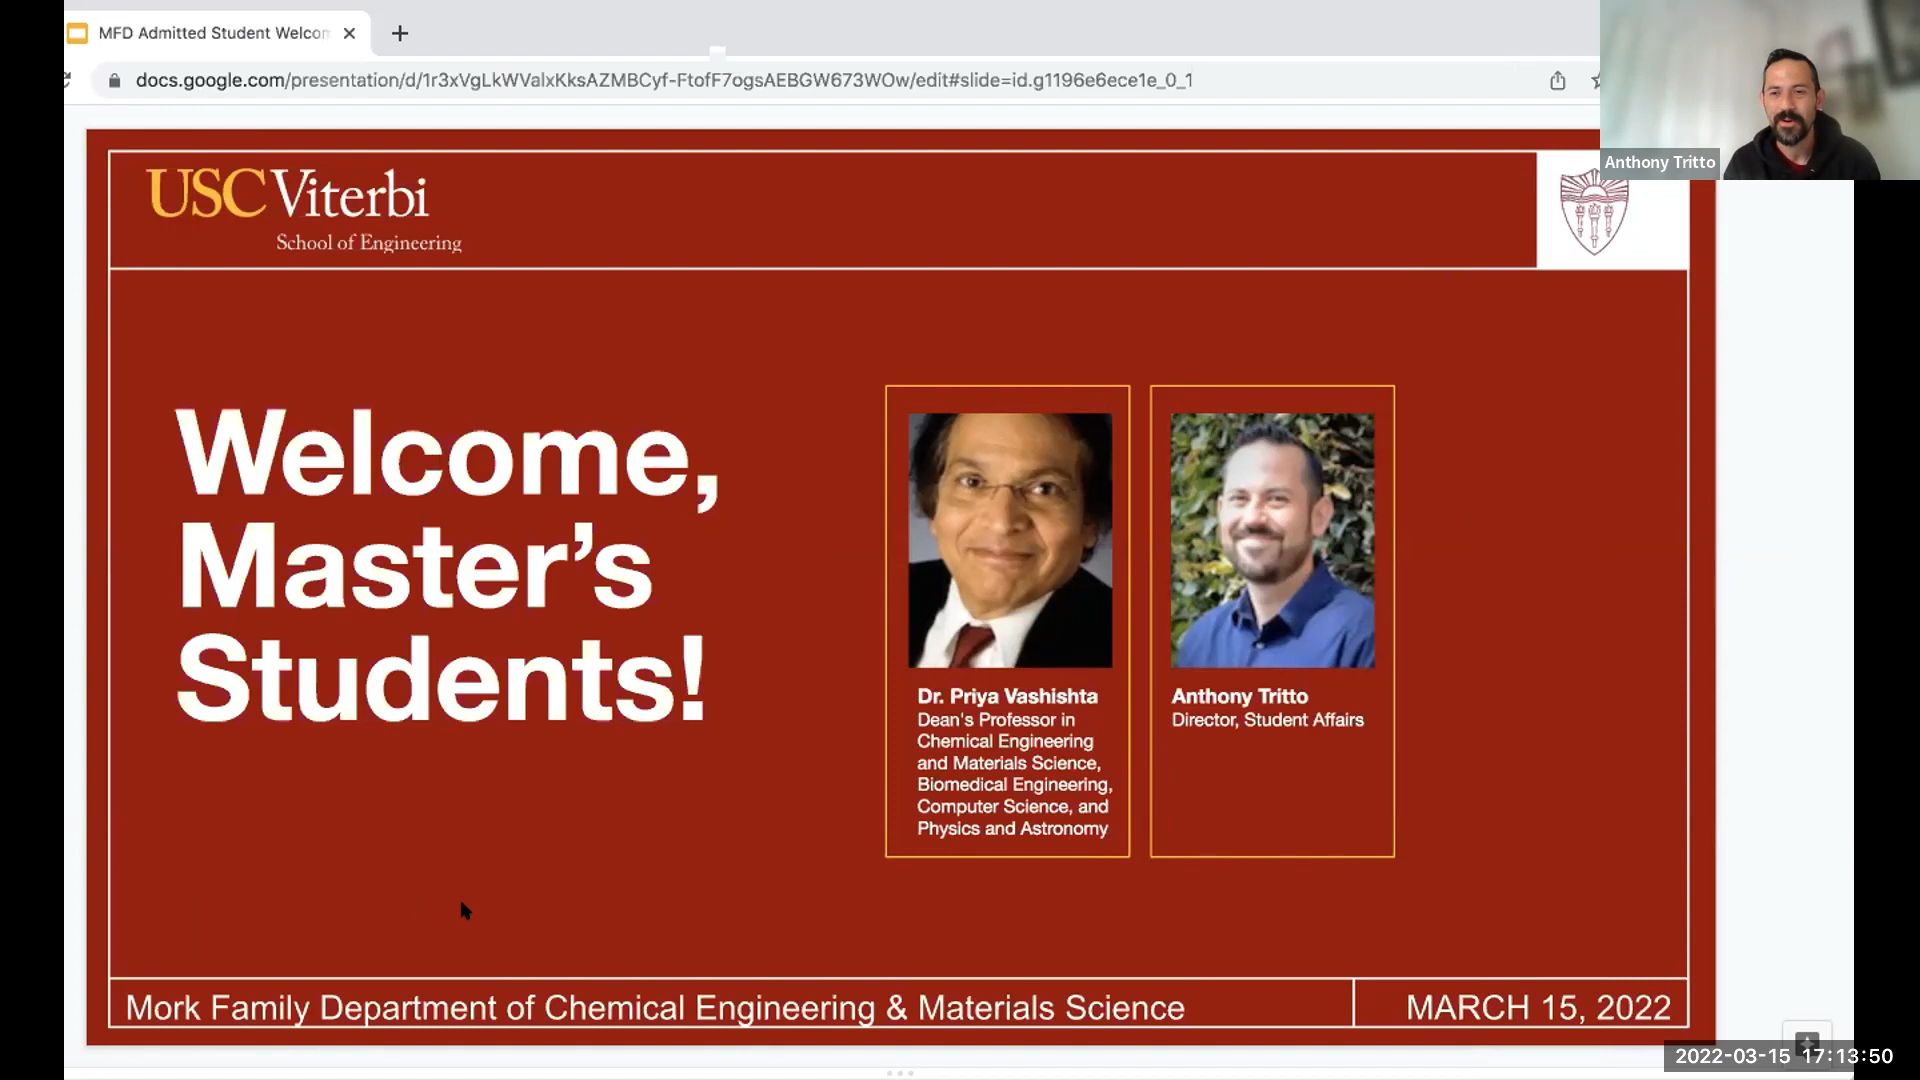 MFD Admitted Student Welcom
docs.google.com/presentation/d/1r3xVgLkWValxKksAZMBCyf-FtofF7ogsAEBGW673WOw/edit#slide=id.g1196e6ece1e_0_1
Anthony Tritto
USC Viterbi
School of Engineering
Welcome,
Master's
Students!
Dr. Priya Vashishta
Dean's Professor in
Chemical Engineering
and Materials Science,
Biomedical Engineering,
Computer Science, and
Physics and Astronomy
Anthony Tritto
Director, Student Affairs
Mork Family Department of Chemical Engineering & Materials Science
MARCH 15, 2022
2022-03-15 17:13:50